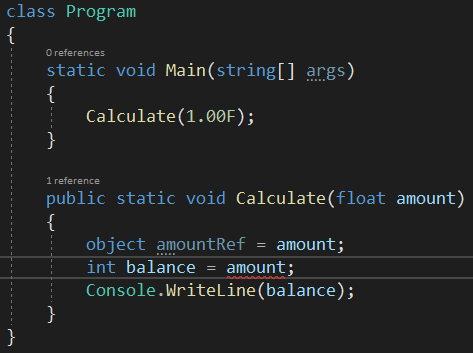 class Program
{
0 references
static void Main(string[] args)
{
Calculate(1.00F);
}
1 reference
public static void Calculate(float amount)
{
object amountRef = amount;
int balance = amount;
Console.WriteLine(balance);
}
}